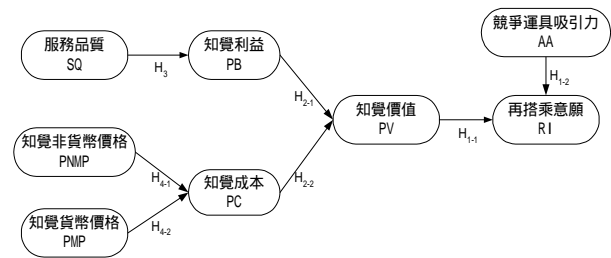 競爭運具吸引力
AA
服務品質
SQ
H3
知覺利益
PB
H1-2
H2-1
知覺價值
PV
H1-1
再搭乘意願
RI
知覺非貨幣價格
PNMP
H4-1
知覺成本
PC
H2-2
知覺貨幣價格
PMP
H4-2